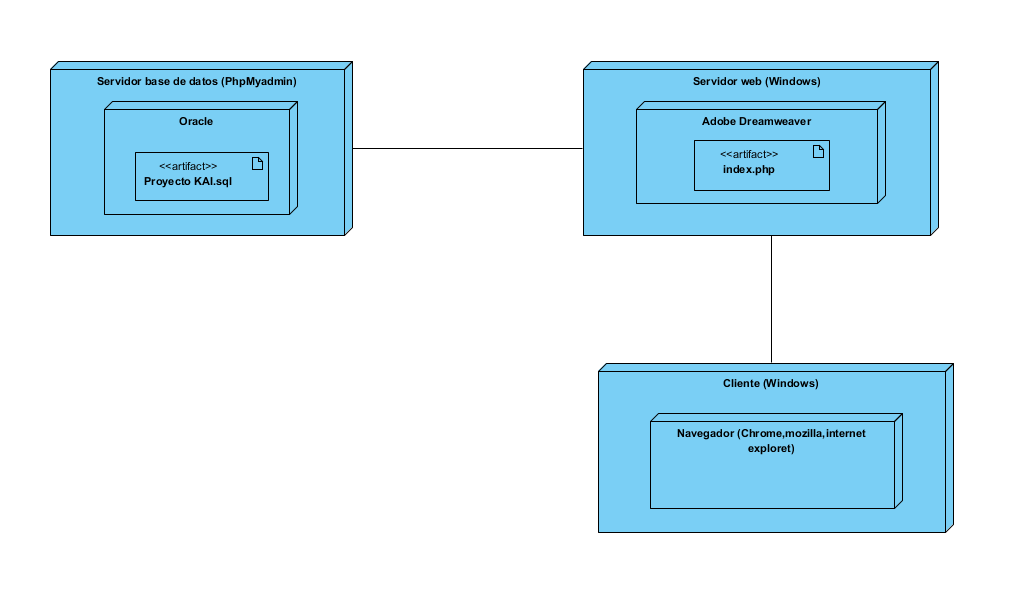 Servidor base de datos (PhpMyadmin)
Oracle
<<artifact>>
Proyecto KAI.sql
Servidor web (Windows)
Adobe Dreamweaver
<<artifact>>
index.php
Cliente (Windows)
Navegador (Chrome,mozilla,internet
exploret)